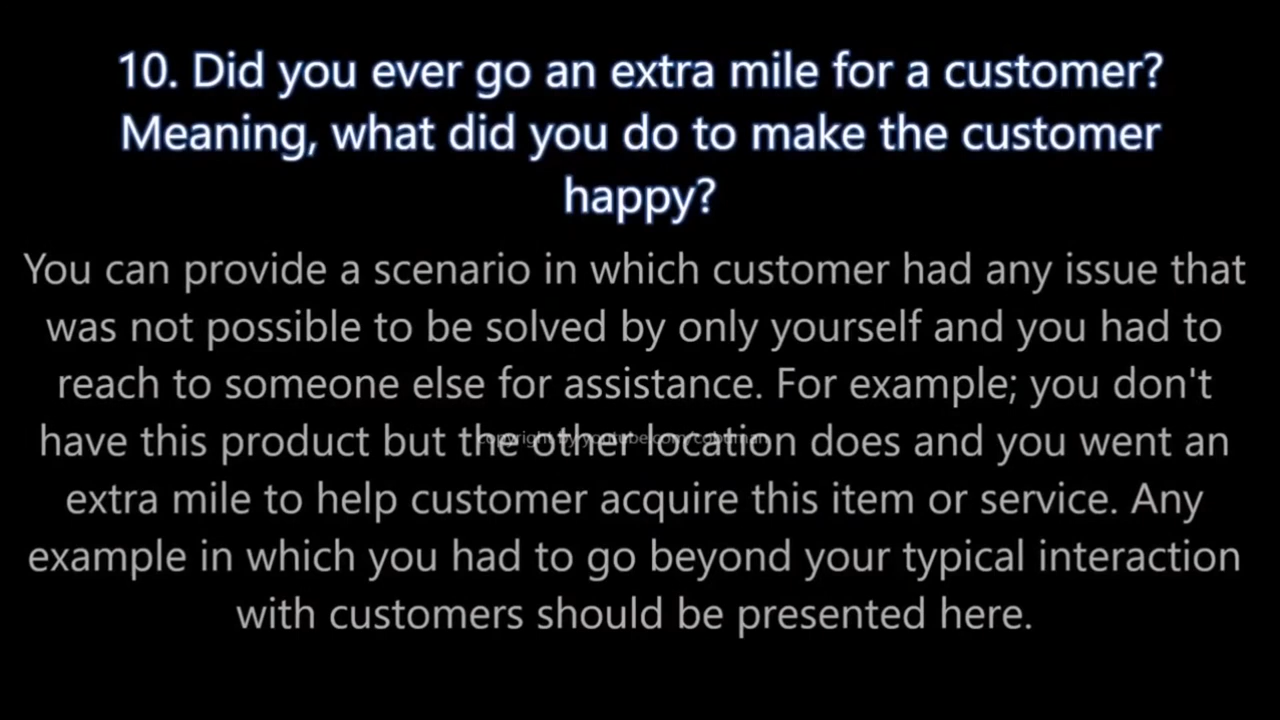 10. Did you ever go an extra mile for a customer?
Meaning, what did you do to make the customer
happy?
You can provide a scenario in which customer had any issue that
was not possible to be solved by only yourself and you had to
reach to someone else for assistance. For example; you don't
have this product but the other location does and you went an
copyright by youtube.com/
extra mile to help customer acquire this item or service. Any
example in which you had to go beyond your typical interaction
with customers should be presented here.